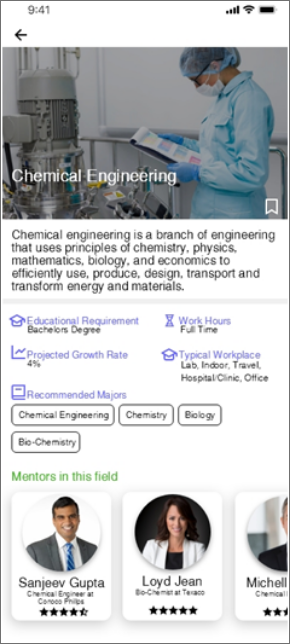 9:41
Chemical Engineering
Chemical engineering is a branch of engineering
that uses principles of chemistry, physics,
mathematics, biology, and economics to
efficiently use, produce, design, transport and
transform energy and materials.
Educational Requirement
Bachelors Degree
Work Hours
Full Time
Projected Growth Rate
4%
Typical Workplace
Lab, Indoor, Travel,
Hospital/Clinic, Office
Recommended Majors
Chemical Engineering
Chemistry
Biology
Bio-Chemistry
Mentors in this field
Sanjeev Gupta
Chemical Engineer at
Conoco Philips
Loyd Jean
Bio-Chemist at Texaco
Michell
Chemical